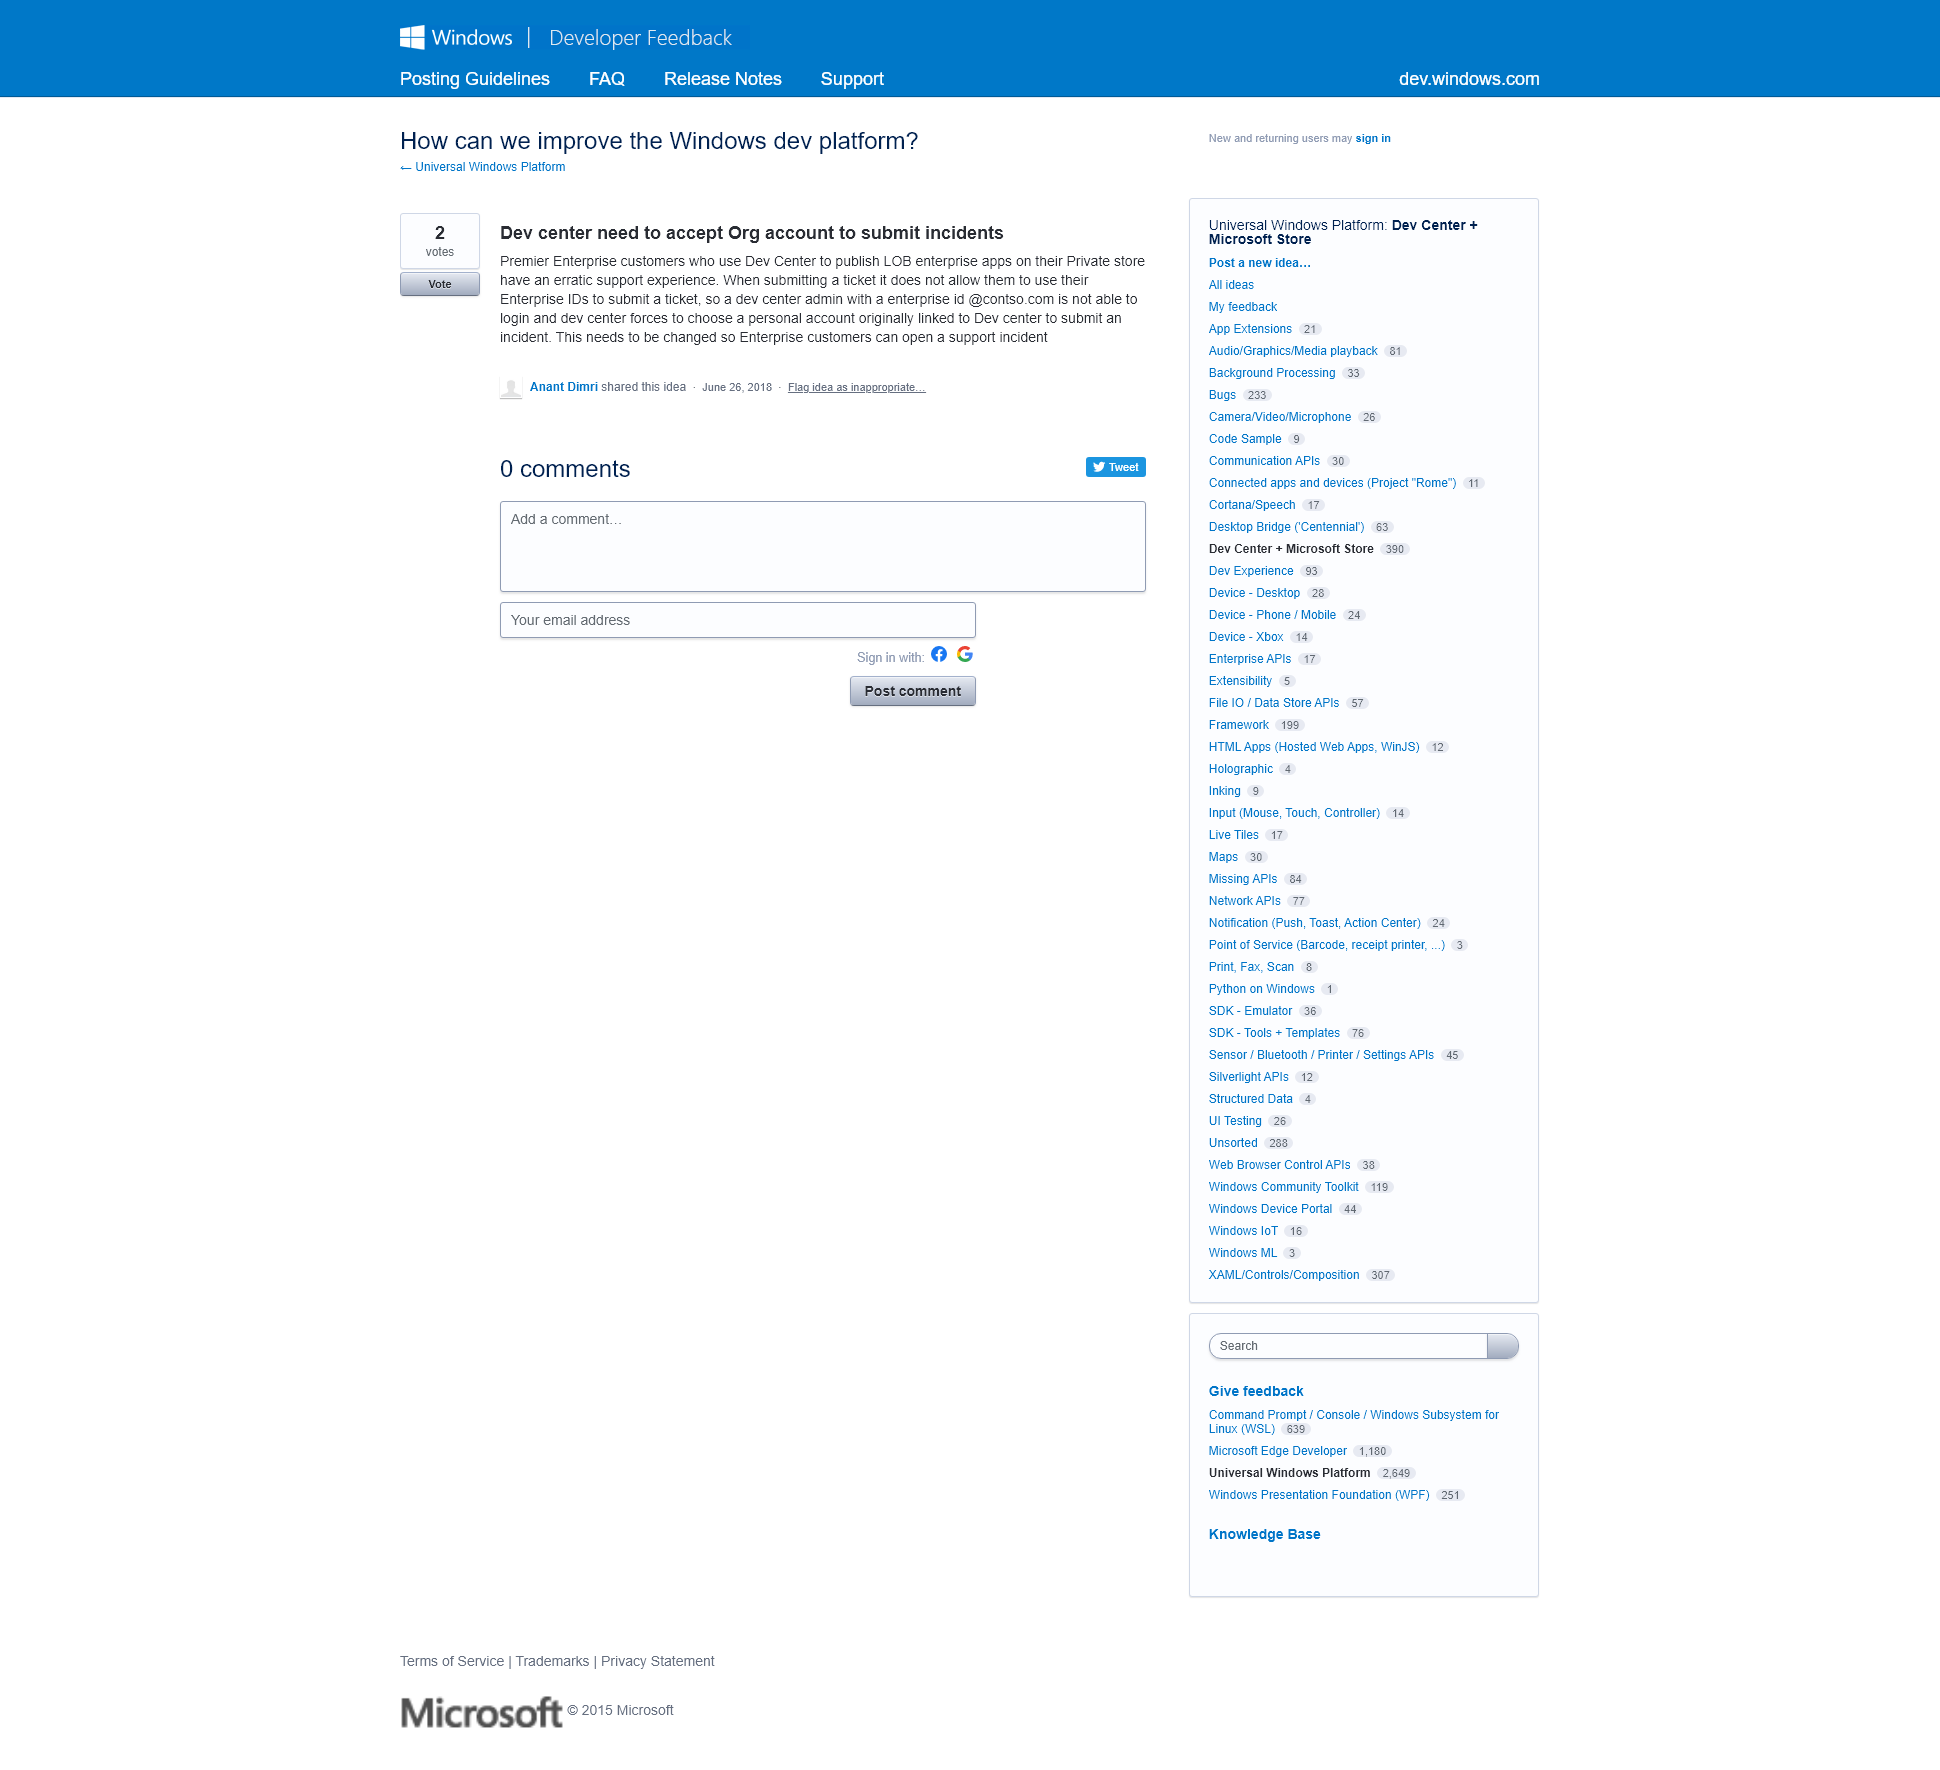 Windows | Developer Feedback
Posting Guidelines FAQ Release Notes Support dev.windows.com
How can we improve the Windows dev platform?
← Universal Windows Platform
New and returning users may sign in
2
votes
Vote
Dev center need to accept Org account to submit incidents
Premier Enterprise customers who use Dev Center to publish LOB enterprise apps on their Private store
have an erratic support experience. When submitting a ticket it does not allow them to use their
Enterprise IDs to submit a ticket, so a dev center admin with a enterprise id @contso.com is not able to
login and dev center forces to choose a personal account originally linked to Dev center to submit an
incident. This needs to be changed so Enterprise customers can open a support incident
Anant Dimri shared this idea · June 26, 2018 · Flag idea as inappropriate…
0 comments
Tweet
Add a comment…
Your email address
Sign in with:
Post comment
Universal Windows Platform: Dev Center +
Microsoft Store
Post a new idea…
All ideas
My feedback
App Extensions 21
Audio/Graphics/Media playback 81
Background Processing 33
Bugs 233
Camera/Video/Microphone 26
Code Sample 9
Communication APIs 30
Connected apps and devices (Project "Rome") 11
Cortana/Speech 17
Desktop Bridge ('Centennial') 63
Dev Center + Microsoft Store 390
Dev Experience 93
Device - Desktop 28
Device - Phone / Mobile 24
Device - Xbox 14
Enterprise APIs 17
Extensibility 5
File IO / Data Store APIs 57
Framework 199
HTML Apps (Hosted Web Apps, WinJS) 12
Holographic 4
Inking 9
Input (Mouse, Touch, Controller) 14
Live Tiles 17
Maps 30
Missing APIs 84
Network APIs 77
Notification (Push, Toast, Action Center) 24
Point of Service (Barcode, receipt printer, ...) 3
Print, Fax, Scan 8
Python on Windows 1
SDK - Emulator 36
SDK - Tools + Templates 76
Sensor / Bluetooth / Printer / Settings APIs 45
Silverlight APIs 12
Structured Data 4
UI Testing 26
Unsorted 288
Web Browser Control APIs 38
Windows Community Toolkit 119
Windows Device Portal 44
Windows IoT 16
Windows ML 3
XAML/Controls/Composition 307
Search
Give feedback
Command Prompt / Console / Windows Subsystem for
Linux (WSL) 639
Microsoft Edge Developer 1,180
Universal Windows Platform 2,649
Windows Presentation Foundation (WPF) 251
Knowledge Base
Terms of Service | Trademarks | Privacy Statement
Microsoft © 2015 Microsoft